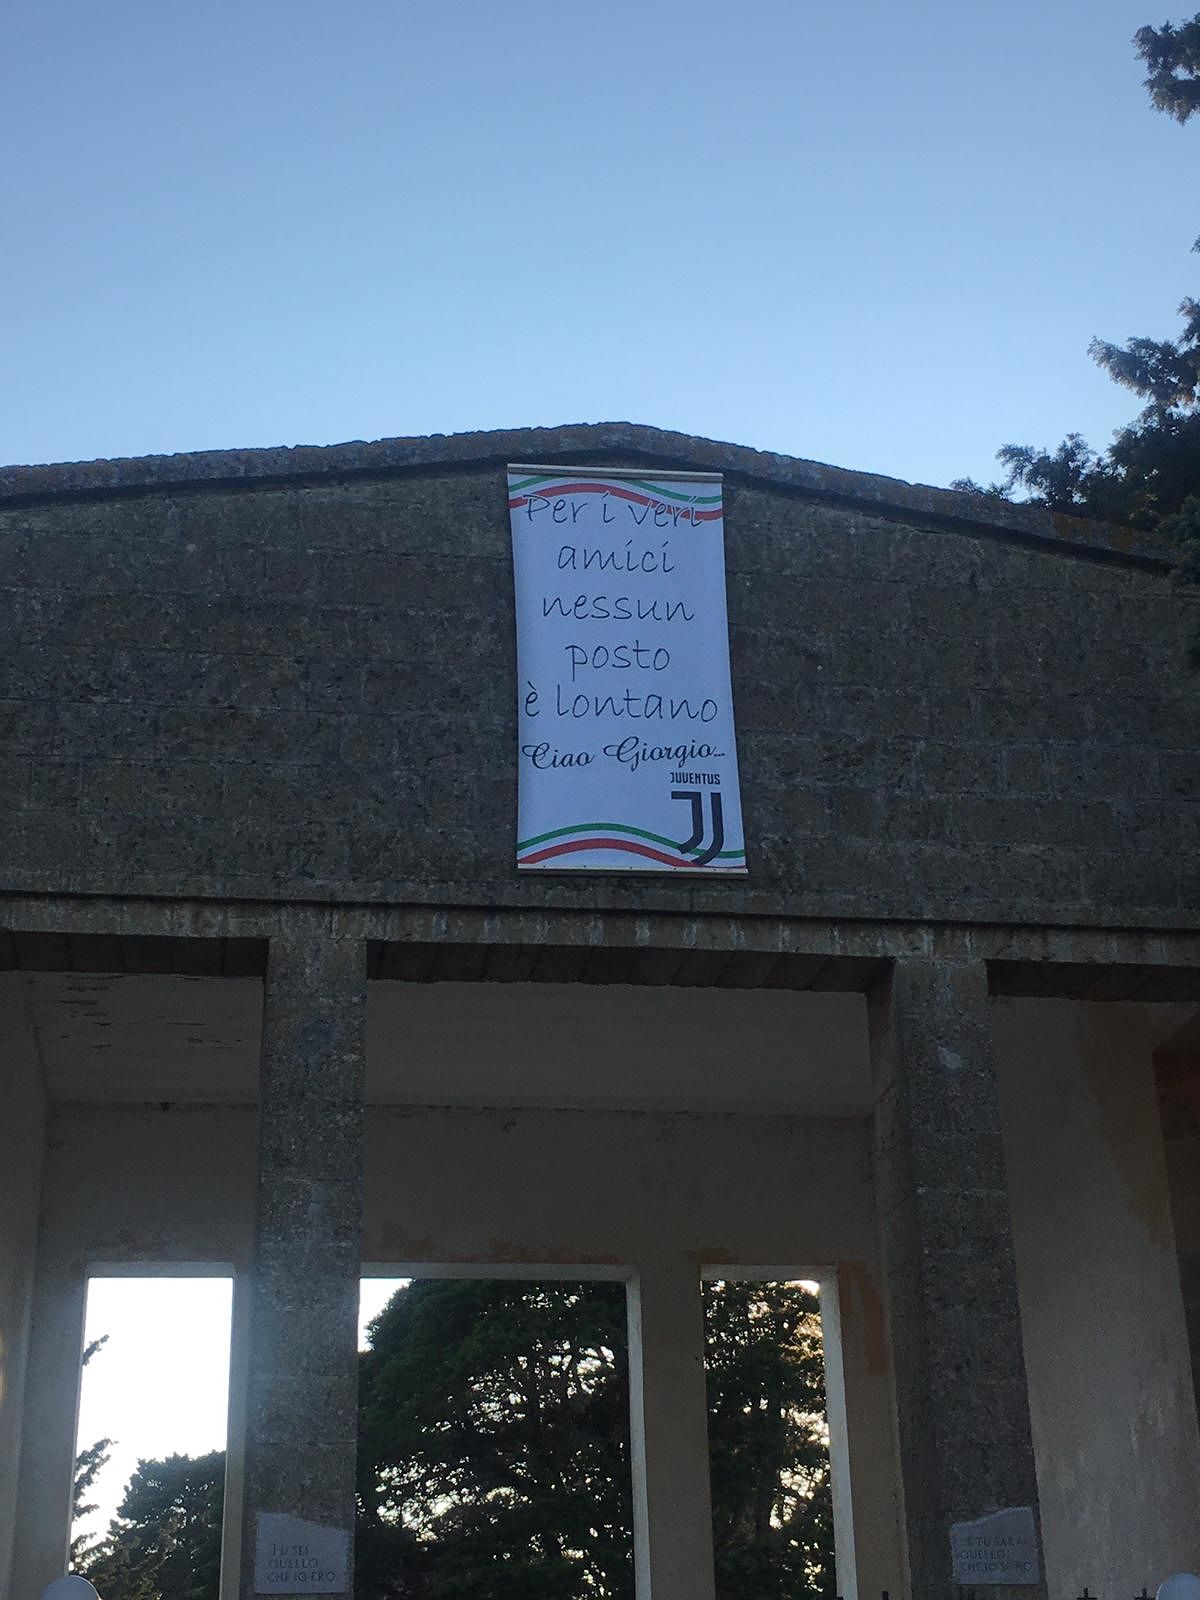 Per i veri
amici
nessun
posto
è lontano
Ciao Giorgio...
JUVENTUS
TU SEI
QUELLO
CHE IO ERO
E TU SARAI
QUELLO
CHE IO SONO